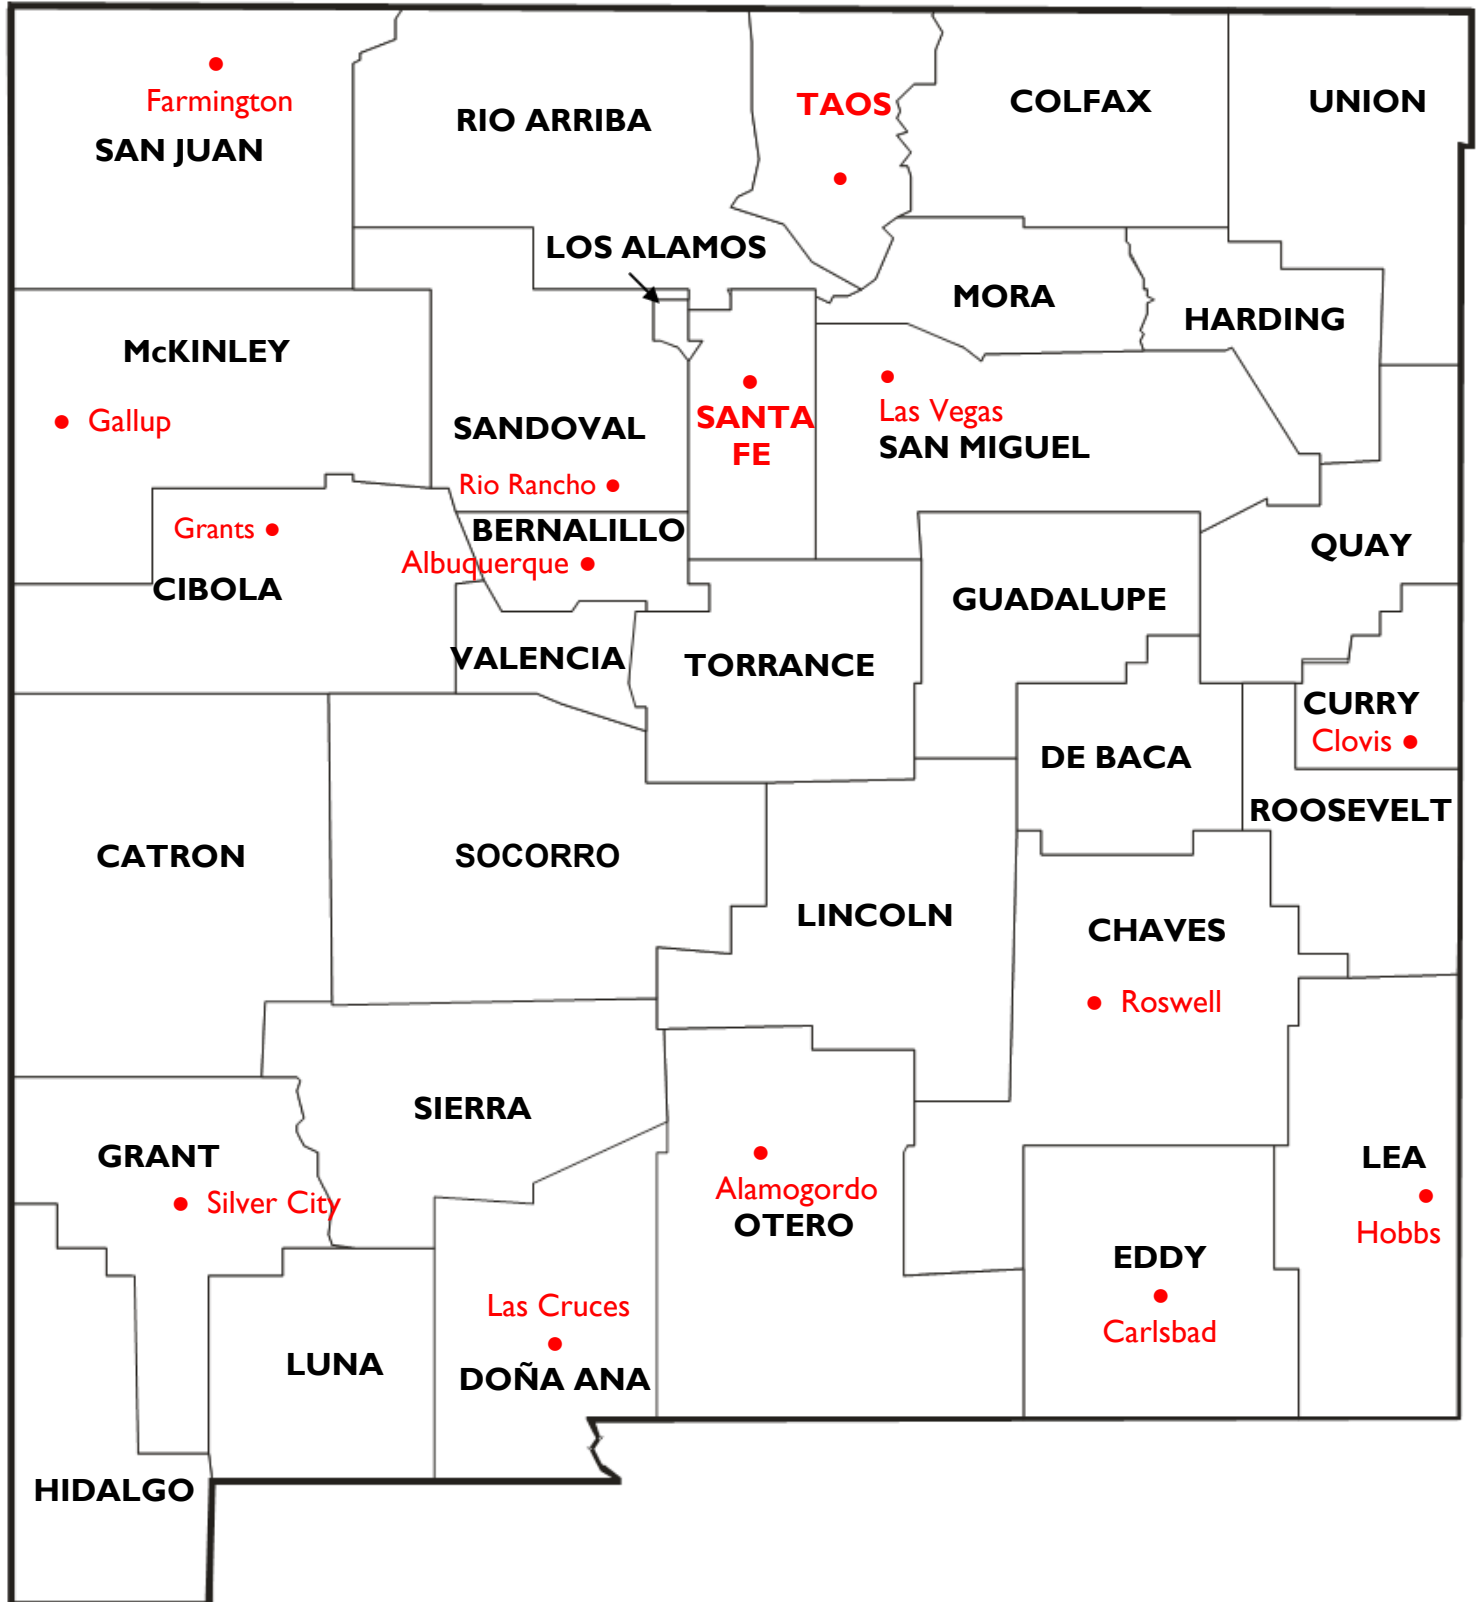 Farmington
SAN JUAN
RIO ARRIBA
TAOS
COLFAX
UNION
LOS ALAMOS
MORA
HARDING
McKINLEY
Gallup
SANDOVAL
Rio Rancho
SANTA
FE
Las Vegas
SAN MIGUEL
Grants
CIBOLA
BERNALILLO
Albuquerque
QUAY
GUADALUPE
VALENCIA
TORRANCE
CURRY
Clovis
DE BACA
ROOSEVELT
CATRON
SOCORRO
LINCOLN
CHAVES
Roswell
SIERRA
GRANT
Silver City
Alamogordo
OTERO
LEA
Hobbs
EDDY
Carlsbad
Las Cruces
DOÑA ANA
LUNA
HIDALGO